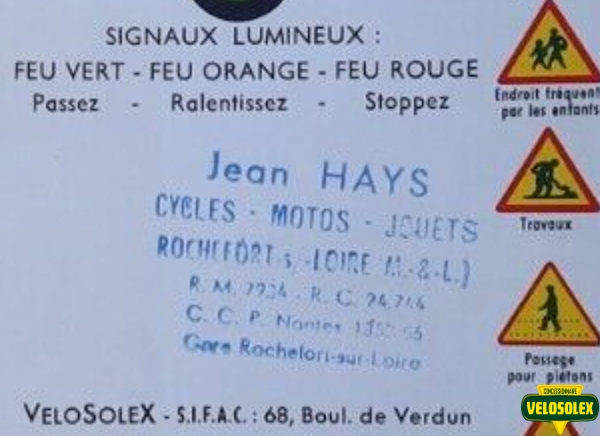 SIGNAUX LUMINEUX :
FEU VERT - FEU ORANGE - FEU ROUGE
Passez - Ralentissez - Stoppez
Endroit fréquenté
par les enfants
Jean HAYS
CYCLES - MOTOS - JOUETS
Travaux
ROCHEFORT-s/-LOIRE (M.-&-L.)
R. M. - R. C.
C. C. P. Nantes
Gare Rochefort-sur-Loire
Passage
pour piétons
CONCESSIONNAIRE
VELOSOLEX
VELOSOLEX - S.I.F.A.C. : 68, Boul. de Verdun